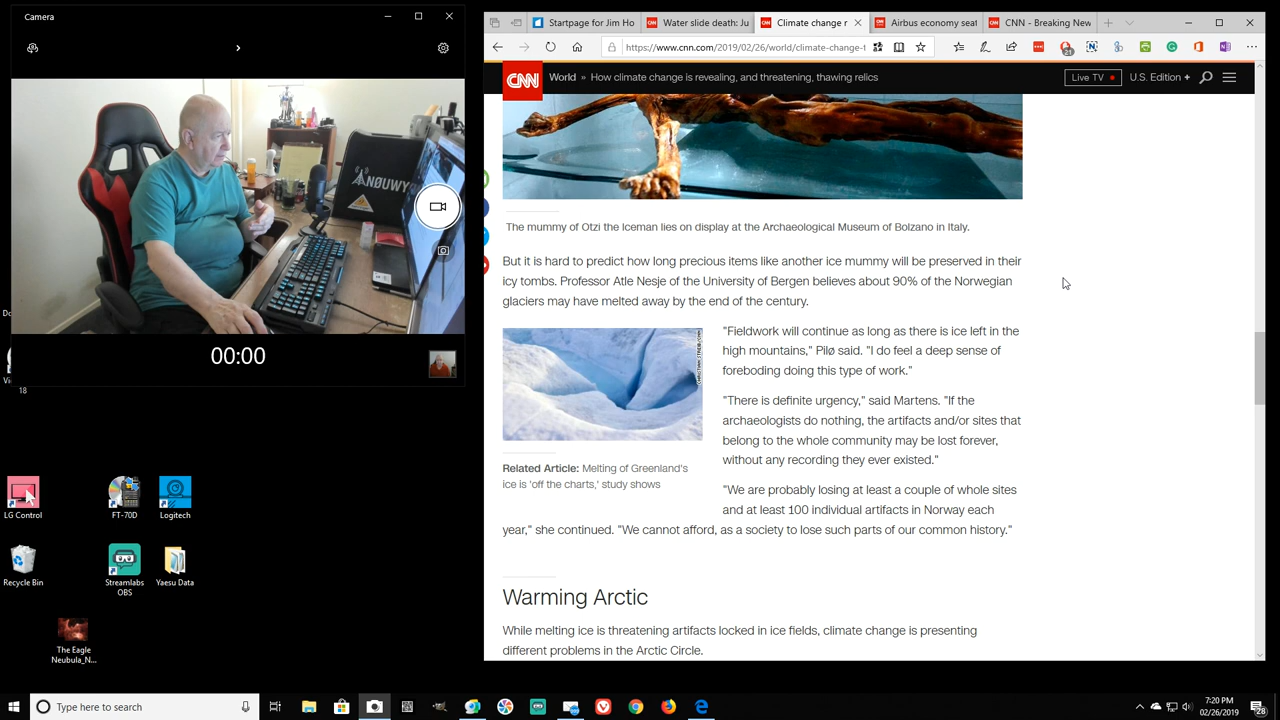 Camera
00:00
ANØUWY
Do
Vi
18
LG Control
FT-70D
Logitech
Recycle Bin
Streamlabs
OBS
Yaesu Data
The Eagle
Neubula_N...
Startpage for Jim Ho
Water slide death: Ju
Climate change r
Airbus economy seat
CNN - Breaking New
https://www.cnn.com/2019/02/26/world/climate-change-t
21
CNN
World » How climate change is revealing, and threatening, thawing relics
Live TV
U.S. Edition +
The mummy of Otzi the Iceman lies on display at the Archaeological Museum of Bolzano in Italy.
But it is hard to predict how long precious items like another ice mummy will be preserved in their
icy tombs. Professor Atle Nesje of the University of Bergen believes about 90% of the Norwegian
glaciers may have melted away by the end of the century.
"Fieldwork will continue as long as there is ice left in the
high mountains," Pilø said. "I do feel a deep sense of
foreboding doing this type of work."
"There is definite urgency," said Martens. "If the
archaeologists do nothing, the artifacts and/or sites that
belong to the whole community may be lost forever,
without any recording they ever existed."
Related Article: Melting of Greenland's
ice is 'off the charts,' study shows
"We are probably losing at least a couple of whole sites
and at least 100 individual artifacts in Norway each
year," she continued. "We cannot afford, as a society to lose such parts of our common history."
Warming Arctic
While melting ice is threatening artifacts locked in ice fields, climate change is presenting
different problems in the Arctic Circle.
Type here to search
7:20 PM
02/26/2019
28